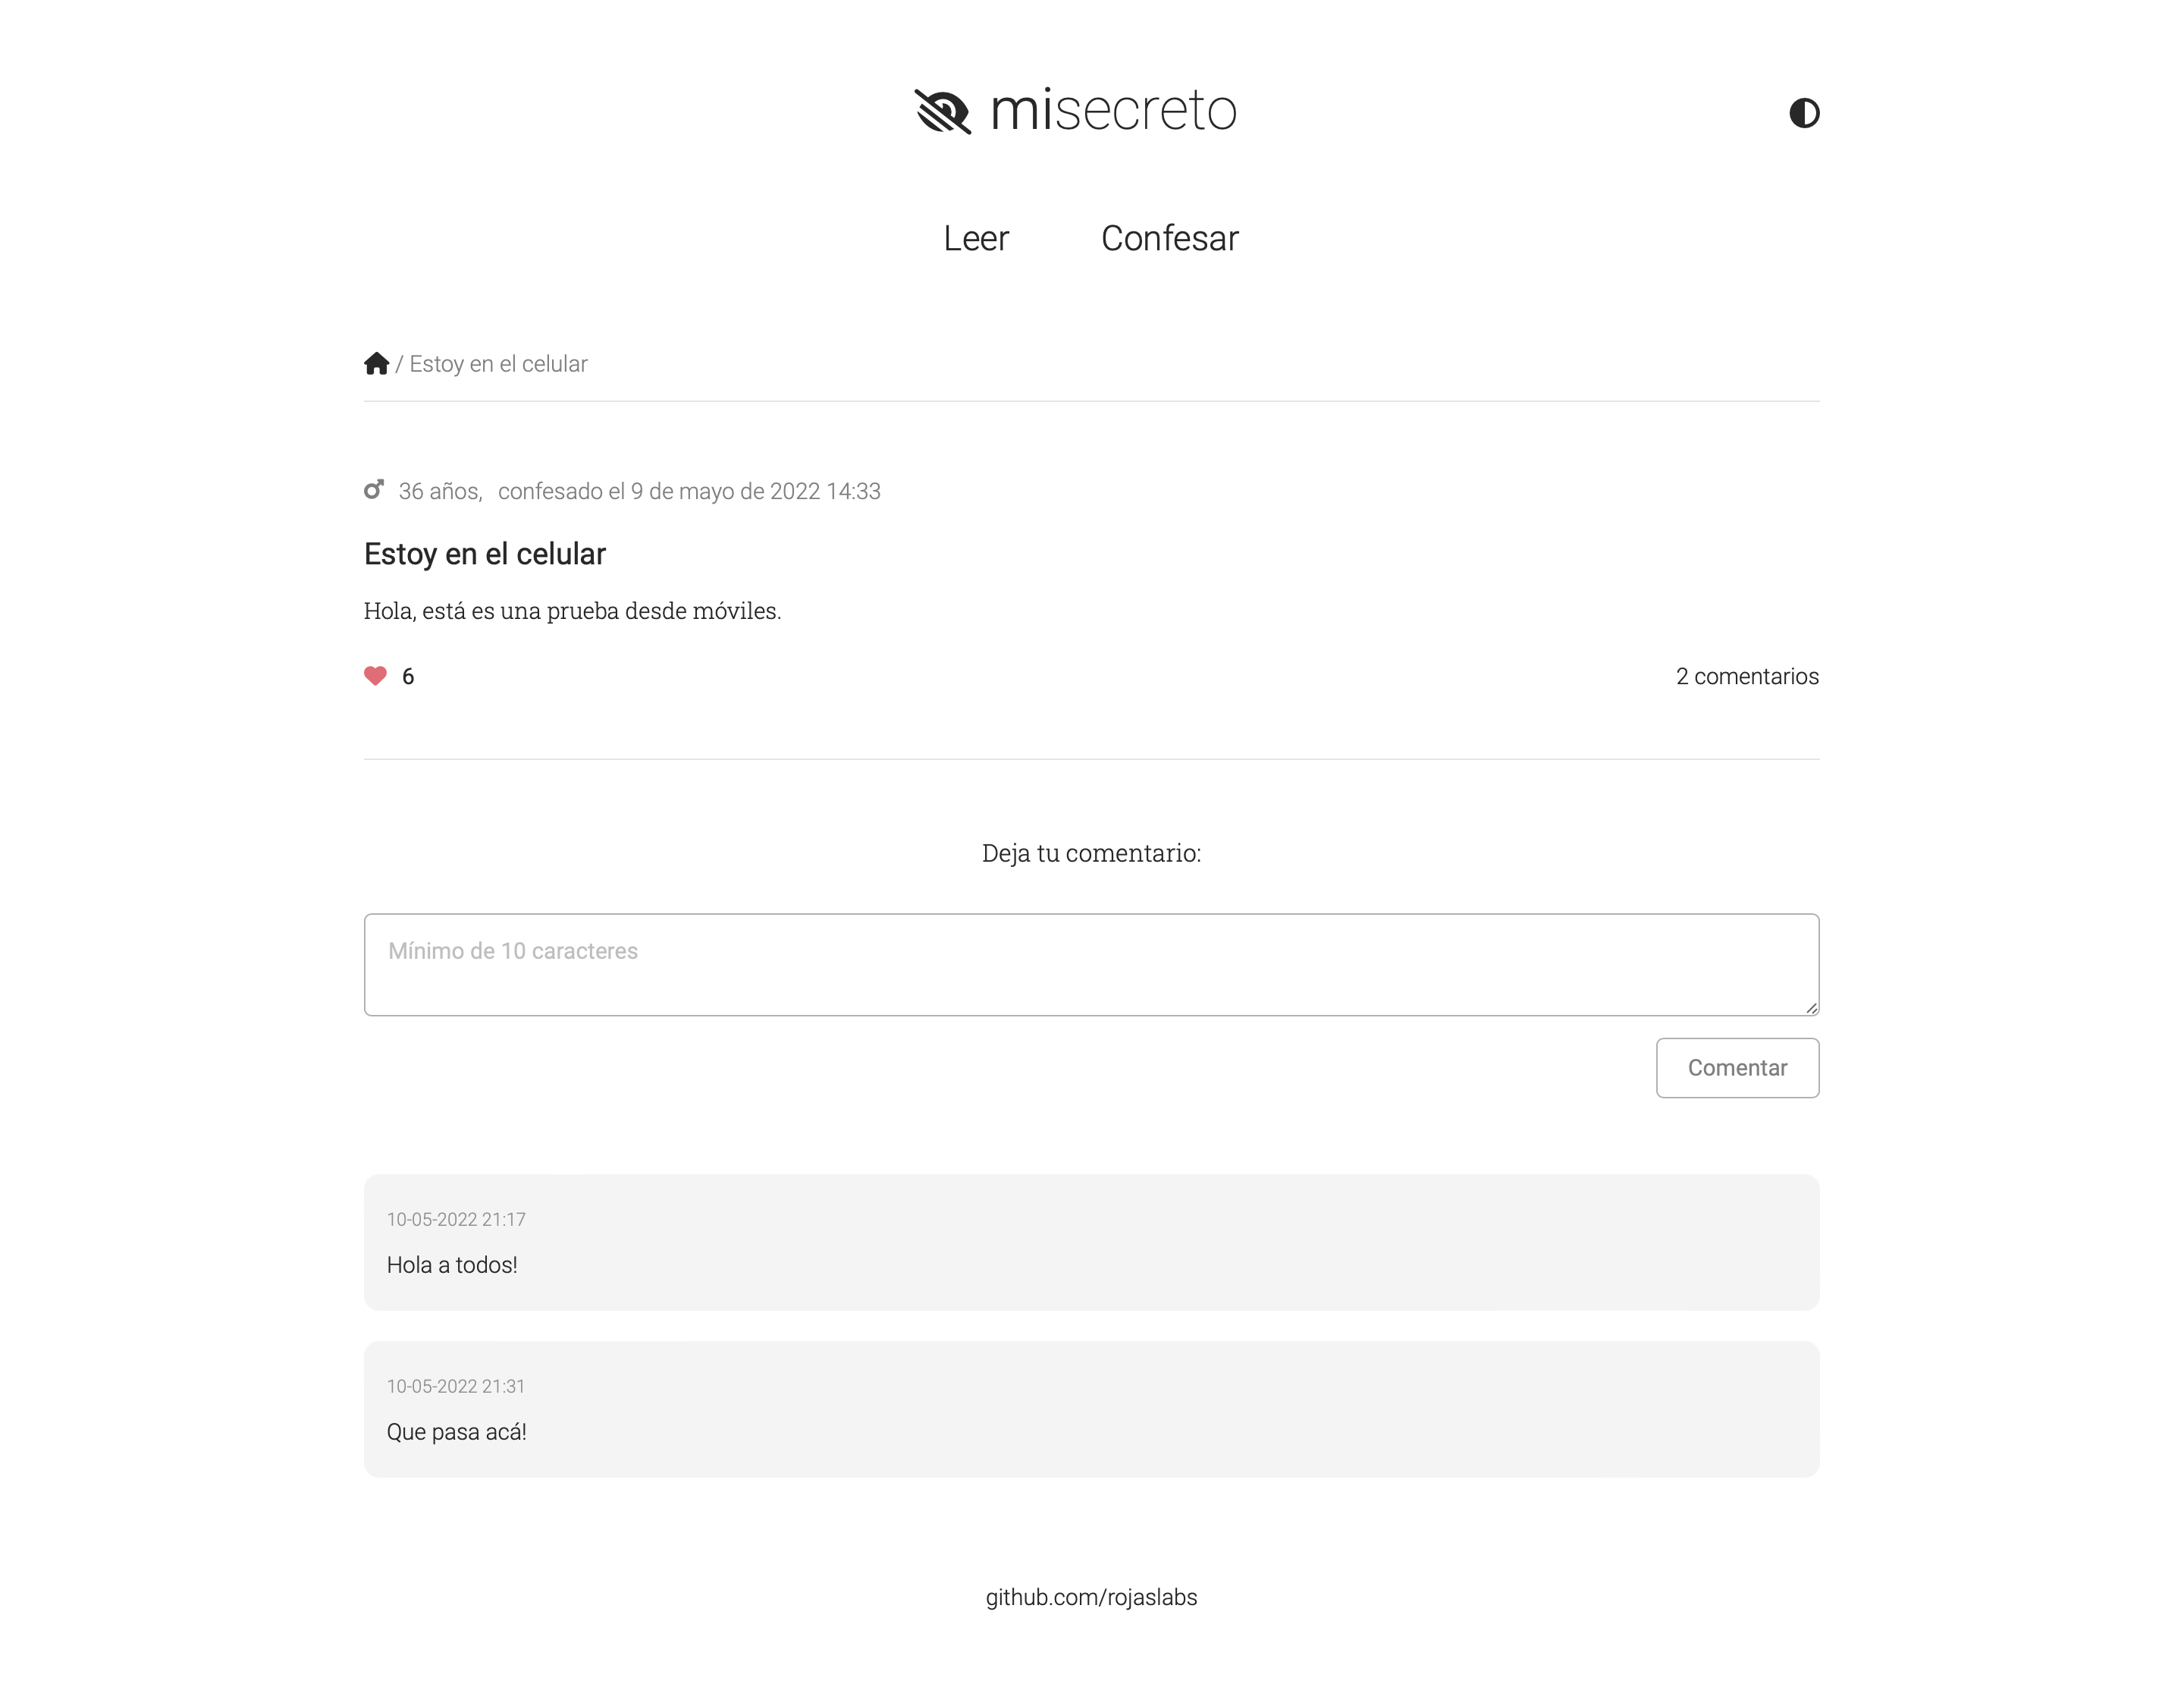 misecreto
Leer Confesar
/ Estoy en el celular
36 años, confesado el 9 de mayo de 2022 14:33
Estoy en el celular
Hola, está es una prueba desde móviles.
6 2 comentarios
Deja tu comentario:
Mínimo de 10 caracteres
Comentar
10-05-2022 21:17
Hola a todos!
10-05-2022 21:31
Que pasa acá!
github.com/rojaslabs